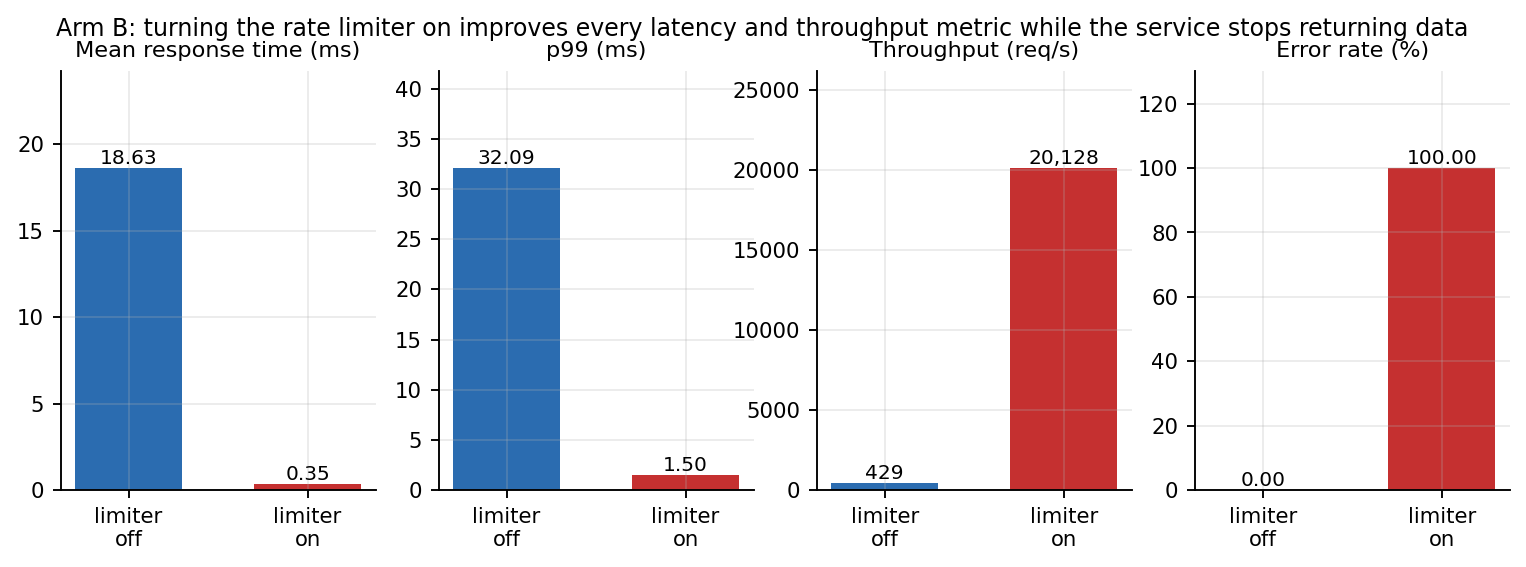 Arm B: turning the rate limiter on improves every latency and throughput metric while the service stops returning data
Mean response time (ms)
20
15
10
5
0
18.63
0.35
limiter
off
limiter
on
p99 (ms)
40
35
30
25
20
15
10
5
0
32.09
1.50
limiter
off
limiter
on
Throughput (req/s)
25000
20000
15000
10000
5000
0
429
20,128
limiter
off
limiter
on
Error rate (%)
120
100
80
60
40
20
0
0.00
100.00
limiter
off
limiter
on